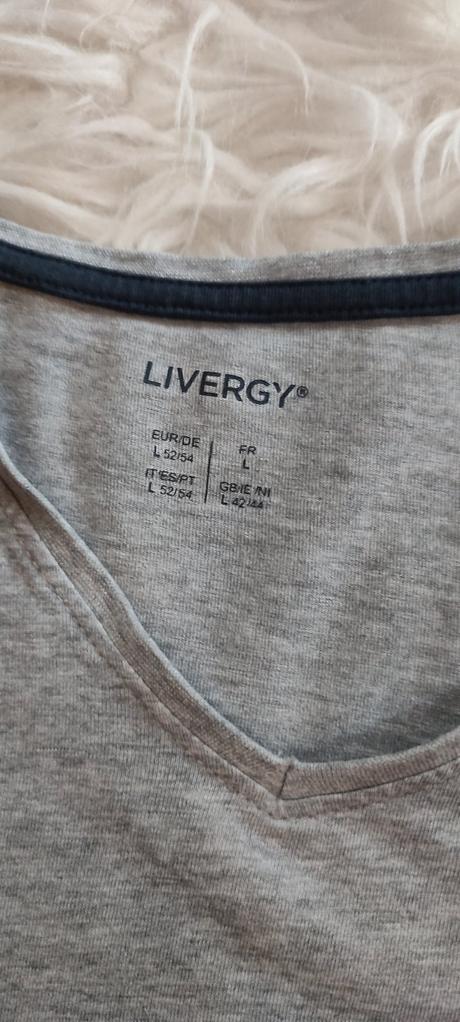 LIVERGY®
EUR/DE
L 52/54
IT/ES/PT
L 52/54
FR
L
GB/IE/NI
L 42/44